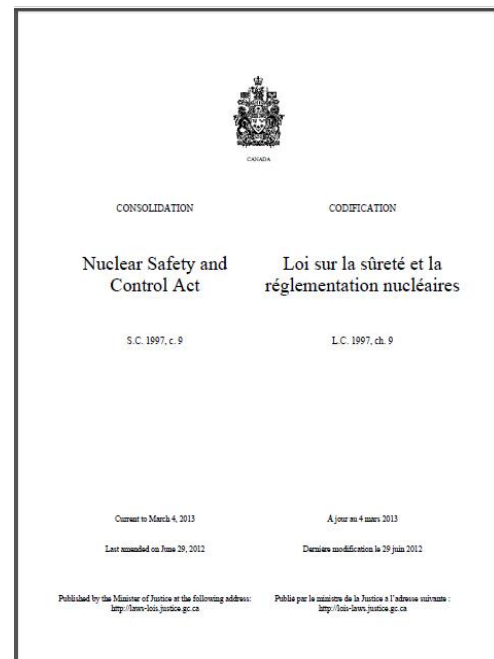 CANADA
CONSOLIDATION
CODIFICATION
Nuclear Safety and
Control Act
Loi sur la sûreté et la
réglementation nucléaires
S.C. 1997, c. 9
L.C. 1997, ch. 9
Current to March 4, 2013
À jour au 4 mars 2013
Last amended on June 29, 2012
Dernière modification le 29 juin 2012
Published by the Minister of Justice at the following address:
http://laws-lois.justice.gc.ca
Publié par le ministre de la Justice à l'adresse suivante :
http://lois-laws.justice.gc.ca